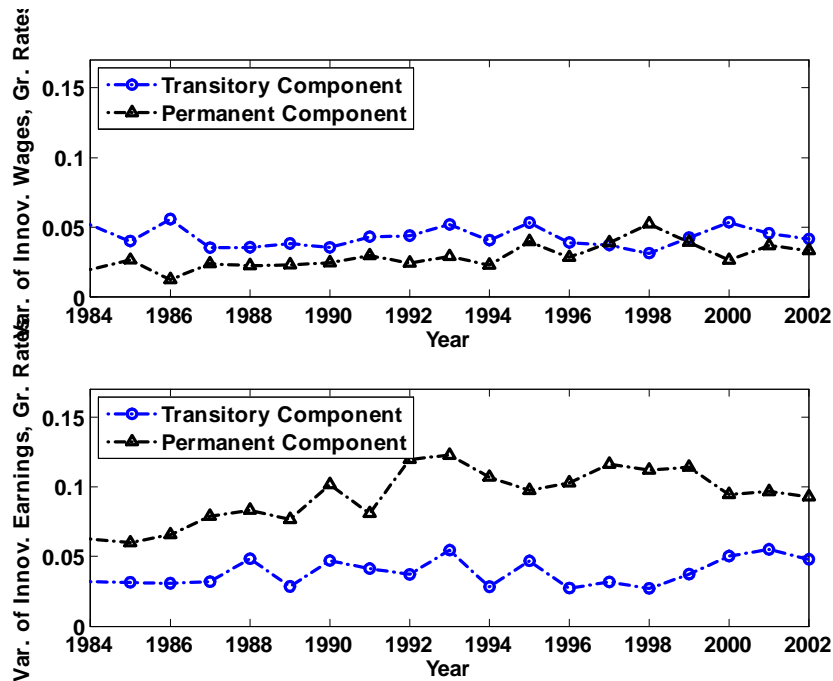 Var. of Innov. Wages, Gr. Rates
0.15
0.1
0.05
0
Transitory Component
Permanent Component
1984 1986 1988 1990 1992 1994 1996 1998 2000 2002
Year
Var. of Innov. Earnings, Gr. Rates
0.15
0.1
0.05
0
Transitory Component
Permanent Component
1984 1986 1988 1990 1992 1994 1996 1998 2000 2002
Year